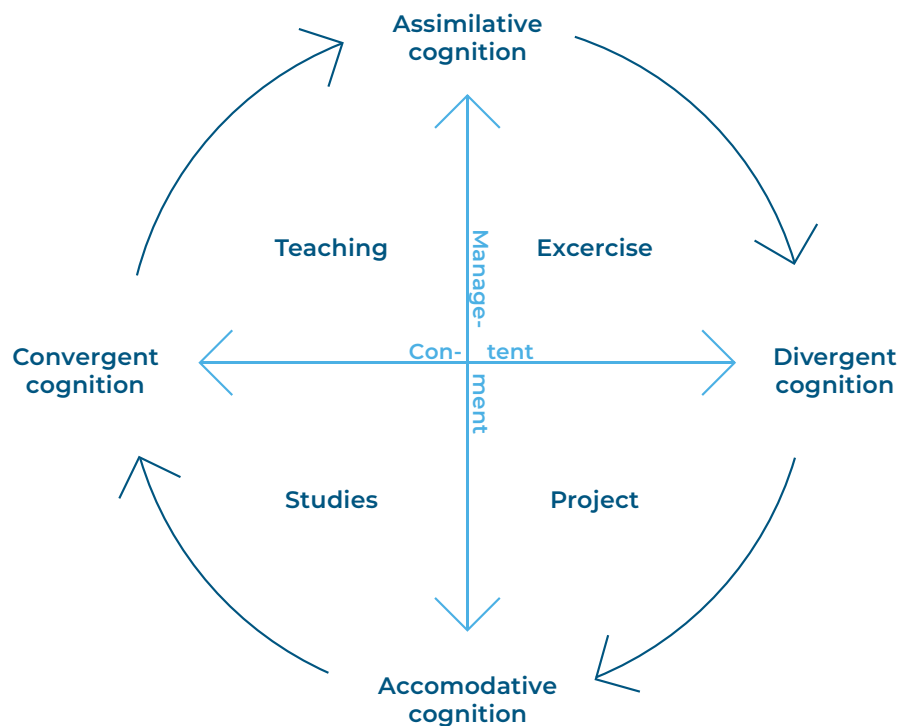 Assimilative
cognition
Teaching
Excercise
Manage-
ment
Con- tent
Convergent
cognition
Divergent
cognition
Studies
Project
Accomodative
cognition